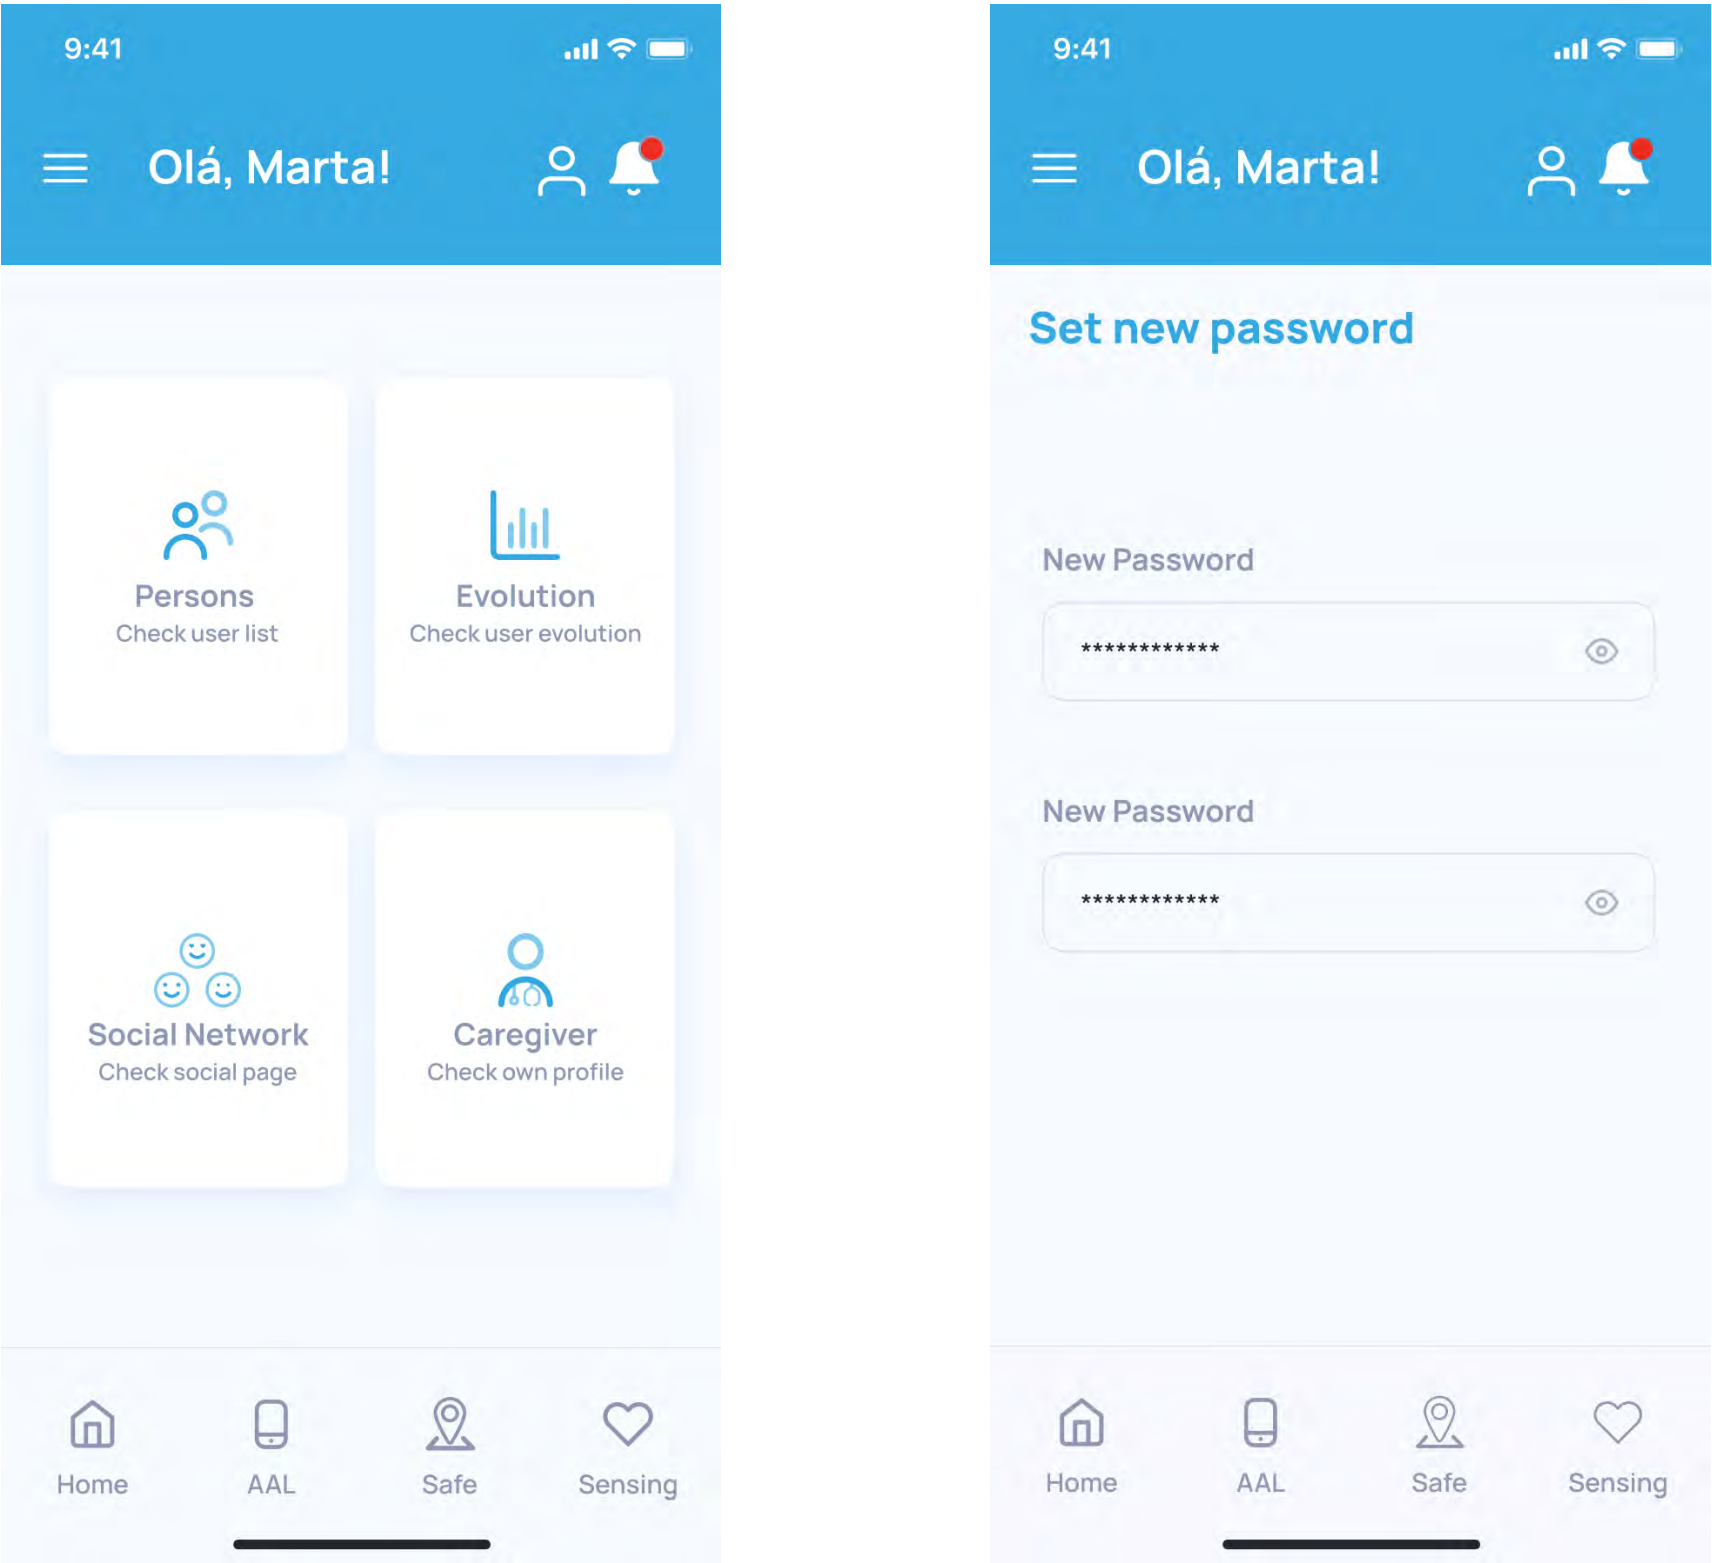 9:41
Olá, Marta!
Persons
Check user list
Evolution
Check user evolution
Social Network
Check social page
Caregiver
Check own profile
Home
AAL
Safe
Sensing
9:41
Olá, Marta!
Set new password
New Password
************
New Password
************
Home
AAL
Safe
Sensing